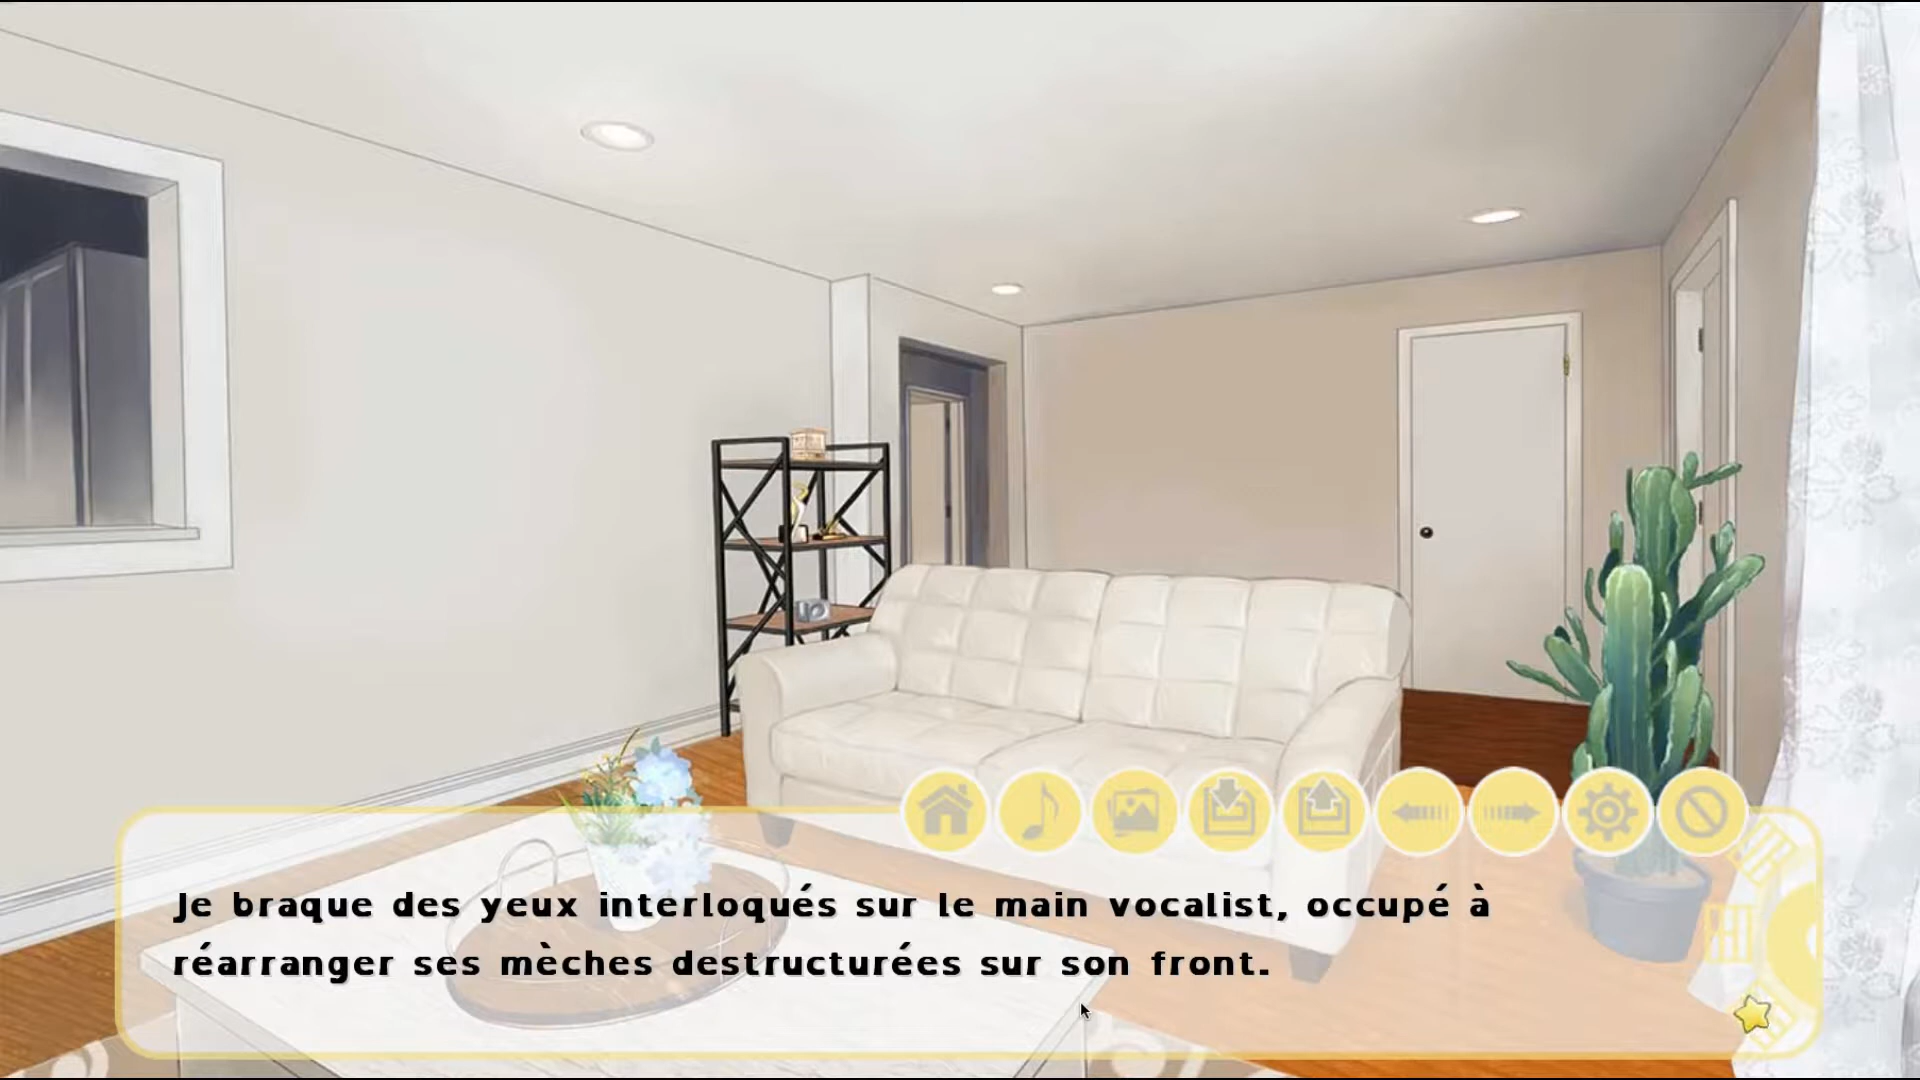 Je braque des yeux interloqués sur le main vocalist, occupé à
réarranger ses mèches destructurées sur son front.